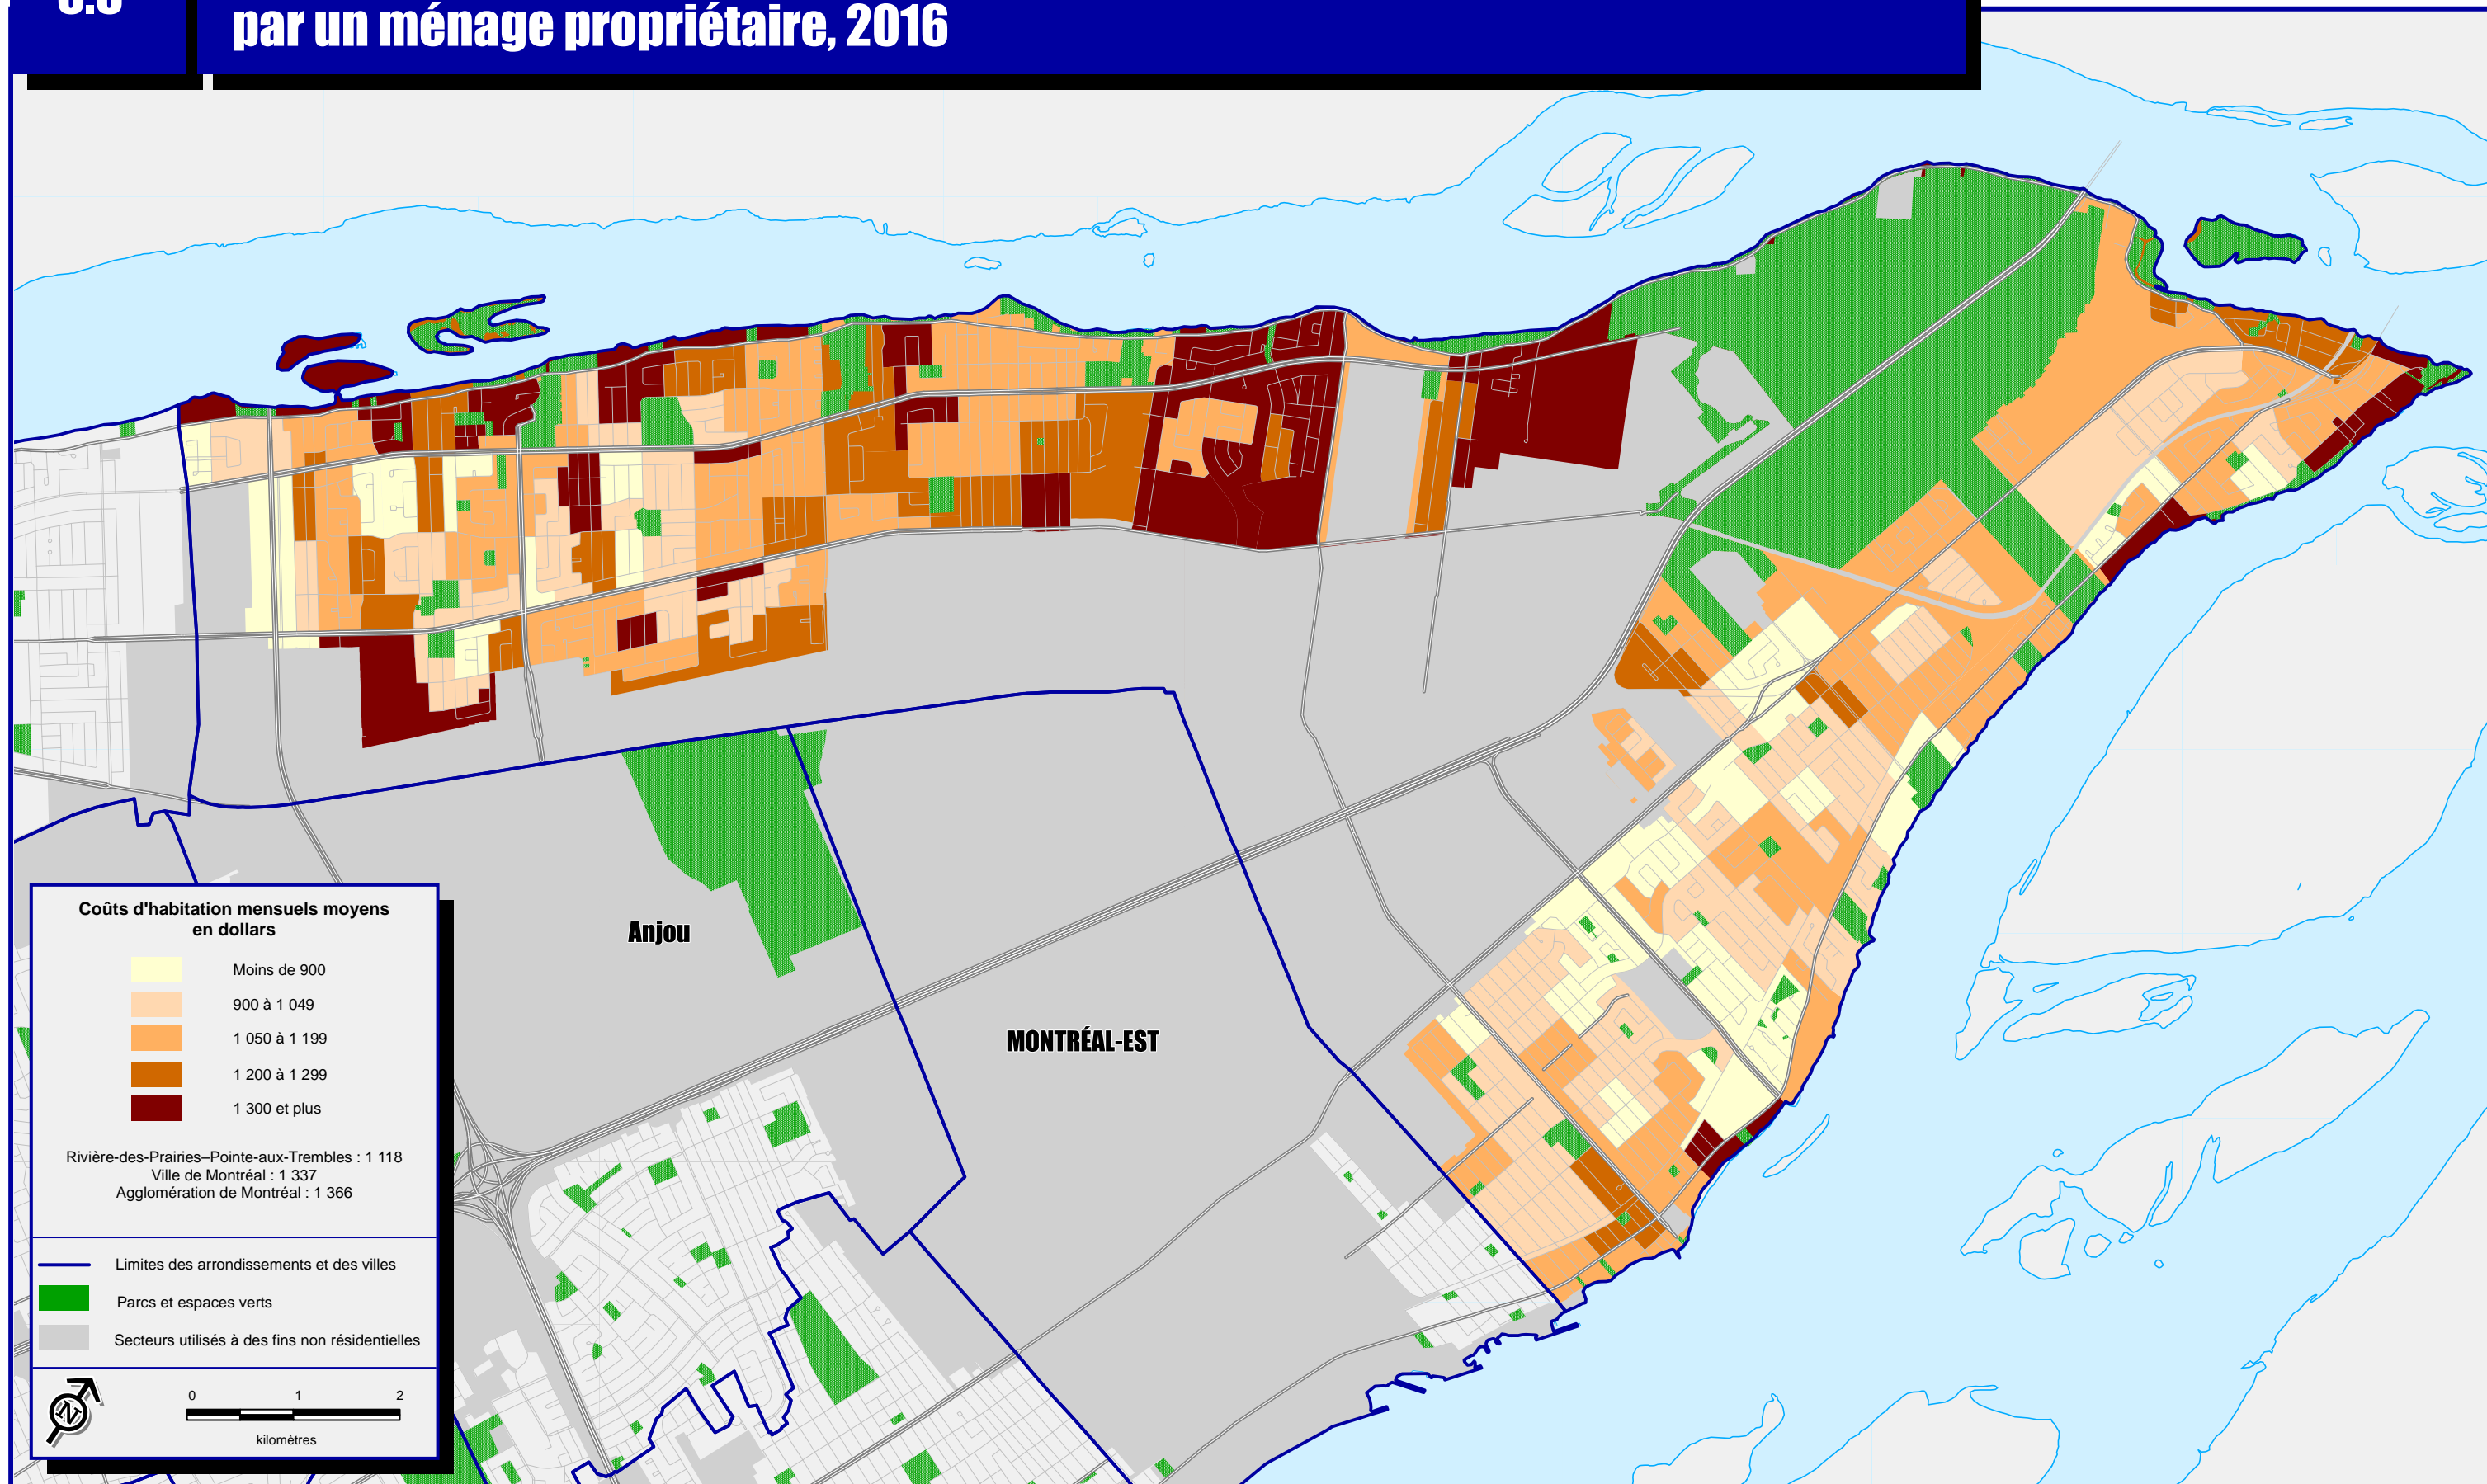 par un ménage propriétaire, 2016
Anjou
MONTRÉAL-EST
Coûts d'habitation mensuels moyens
en dollars
Moins de 900
900 à 1 049
1 050 à 1 199
1 200 à 1 299
1 300 et plus
Rivière-des-Prairies–Pointe-aux-Trembles : 1 118
Ville de Montréal : 1 337
Agglomération de Montréal : 1 366
Limites des arrondissements et des villes
Parcs et espaces verts
Secteurs utilisés à des fins non résidentielles
N
0 1 2
kilomètres